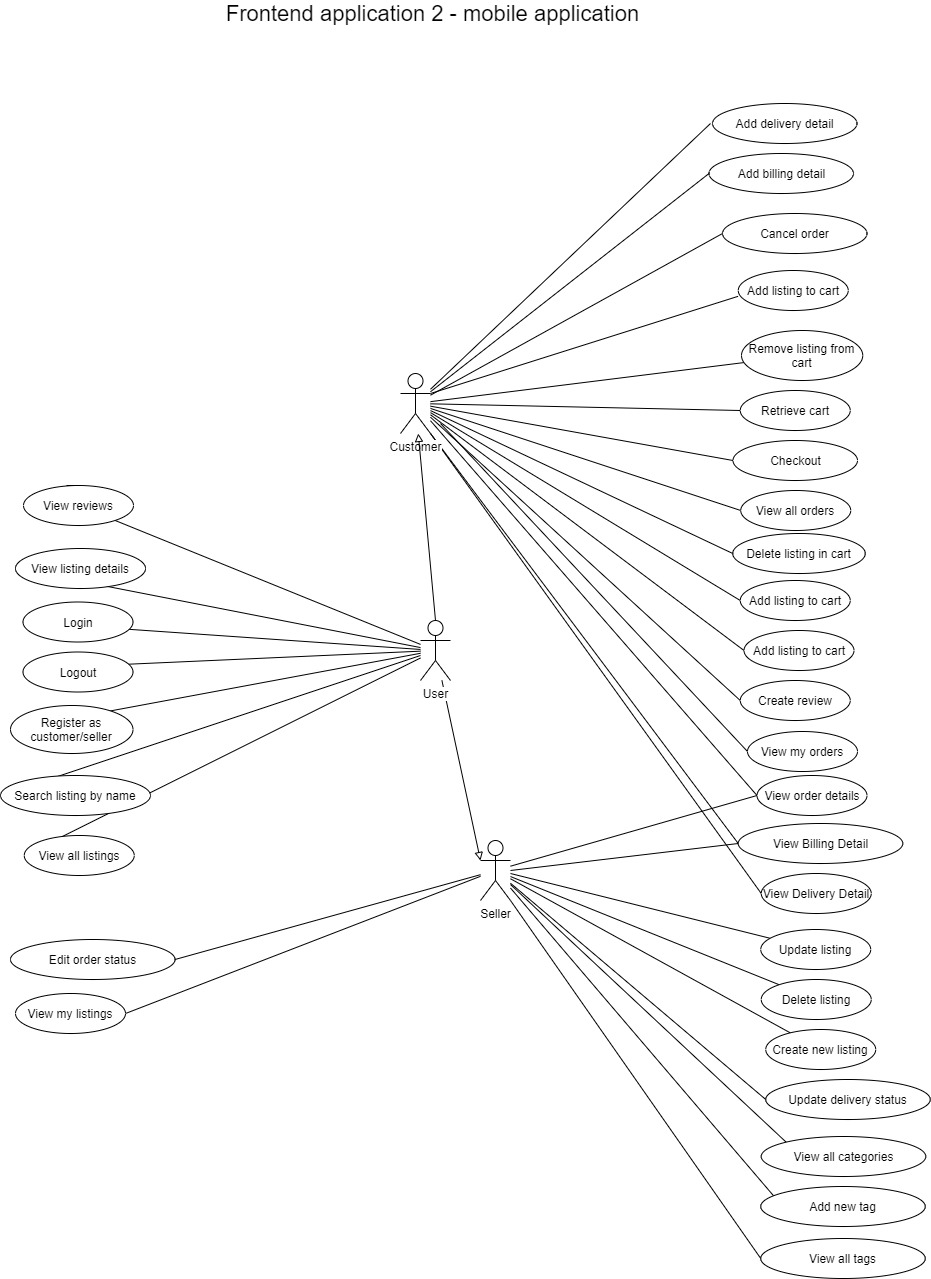 Frontend application 2 - mobile application
Add delivery detail
Add billing detail
Cancel order
Add listing to cart
Remove listing from
cart
Retrieve cart
Customer
Checkout
View reviews
View all orders
Delete listing in cart
View listing details
Add listing to cart
Login
Add listing to cart
Logout
User
Create review
Register as
customer/seller
View my orders
Search listing by name
View order details
View Billing Detail
View all listings
View Delivery Detail
Seller
Update listing
Edit order status
Delete listing
View my listings
Create new listing
Update delivery status
View all categories
Add new tag
View all tags